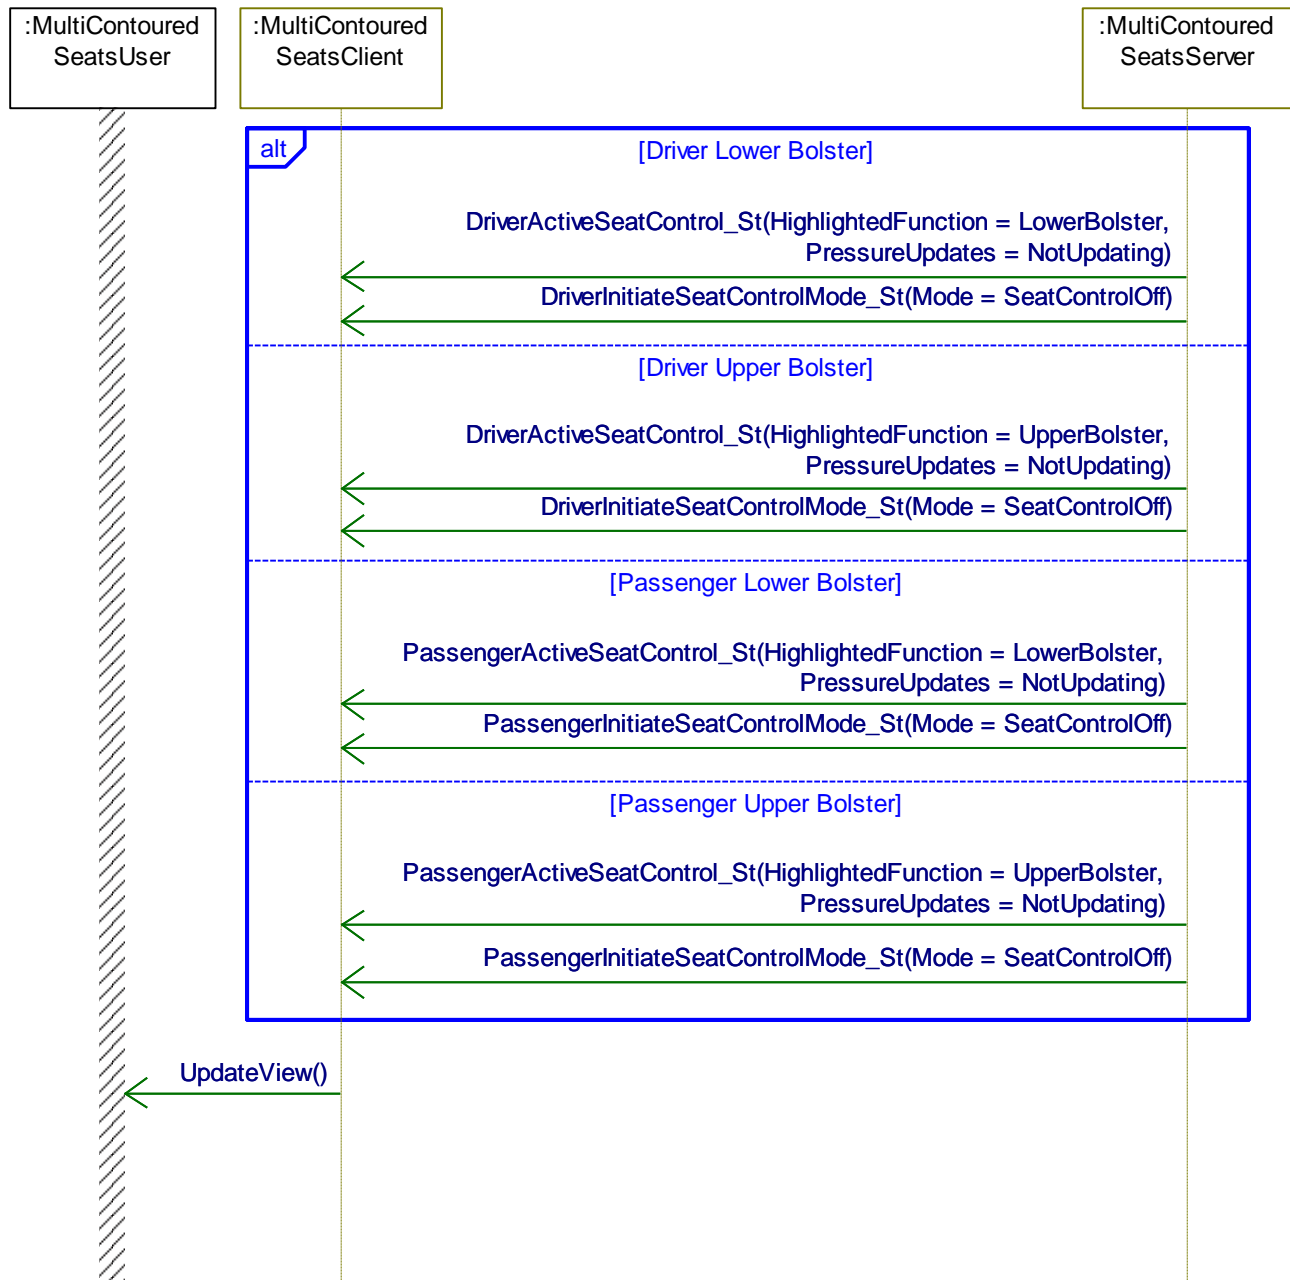 :MultiContoured
SeatsUser
:MultiContoured
SeatsClient
:MultiContoured
SeatsServer
alt
[Driver Lower Bolster]
DriverActiveSeatControl_St(HighlightedFunction = LowerBolster,
PressureUpdates = NotUpdating)
DriverInitiateSeatControlMode_St(Mode = SeatControlOff)
[Driver Upper Bolster]
DriverActiveSeatControl_St(HighlightedFunction = UpperBolster,
PressureUpdates = NotUpdating)
DriverInitiateSeatControlMode_St(Mode = SeatControlOff)
[Passenger Lower Bolster]
PassengerActiveSeatControl_St(HighlightedFunction = LowerBolster,
PressureUpdates = NotUpdating)
PassengerInitiateSeatControlMode_St(Mode = SeatControlOff)
[Passenger Upper Bolster]
PassengerActiveSeatControl_St(HighlightedFunction = UpperBolster,
PressureUpdates = NotUpdating)
PassengerInitiateSeatControlMode_St(Mode = SeatControlOff)
UpdateView()